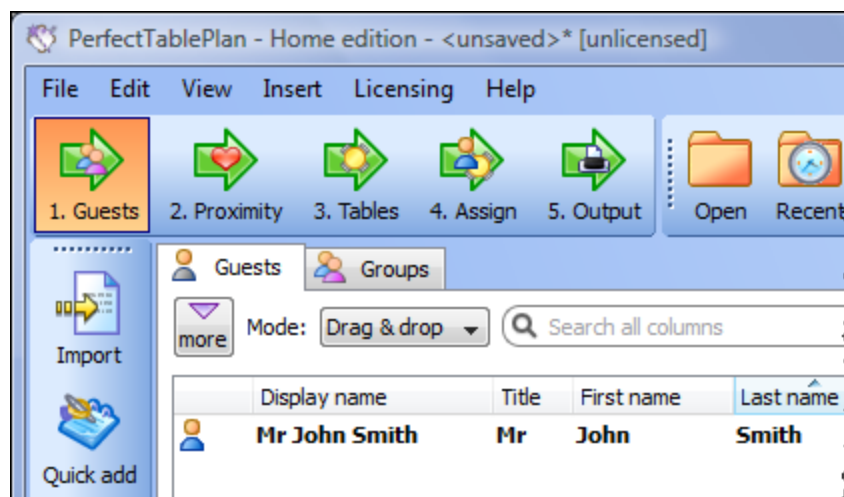 PerfectTablePlan - Home edition - <unsaved>* [unlicensed]
File Edit View Insert Licensing Help
1. Guests 2. Proximity 3. Tables 4. Assign 5. Output Open Recent
Guests Groups
more Mode: Drag & drop Search all columns
Import
Display name Title First name Last name
Mr John Smith Mr John Smith
Quick add